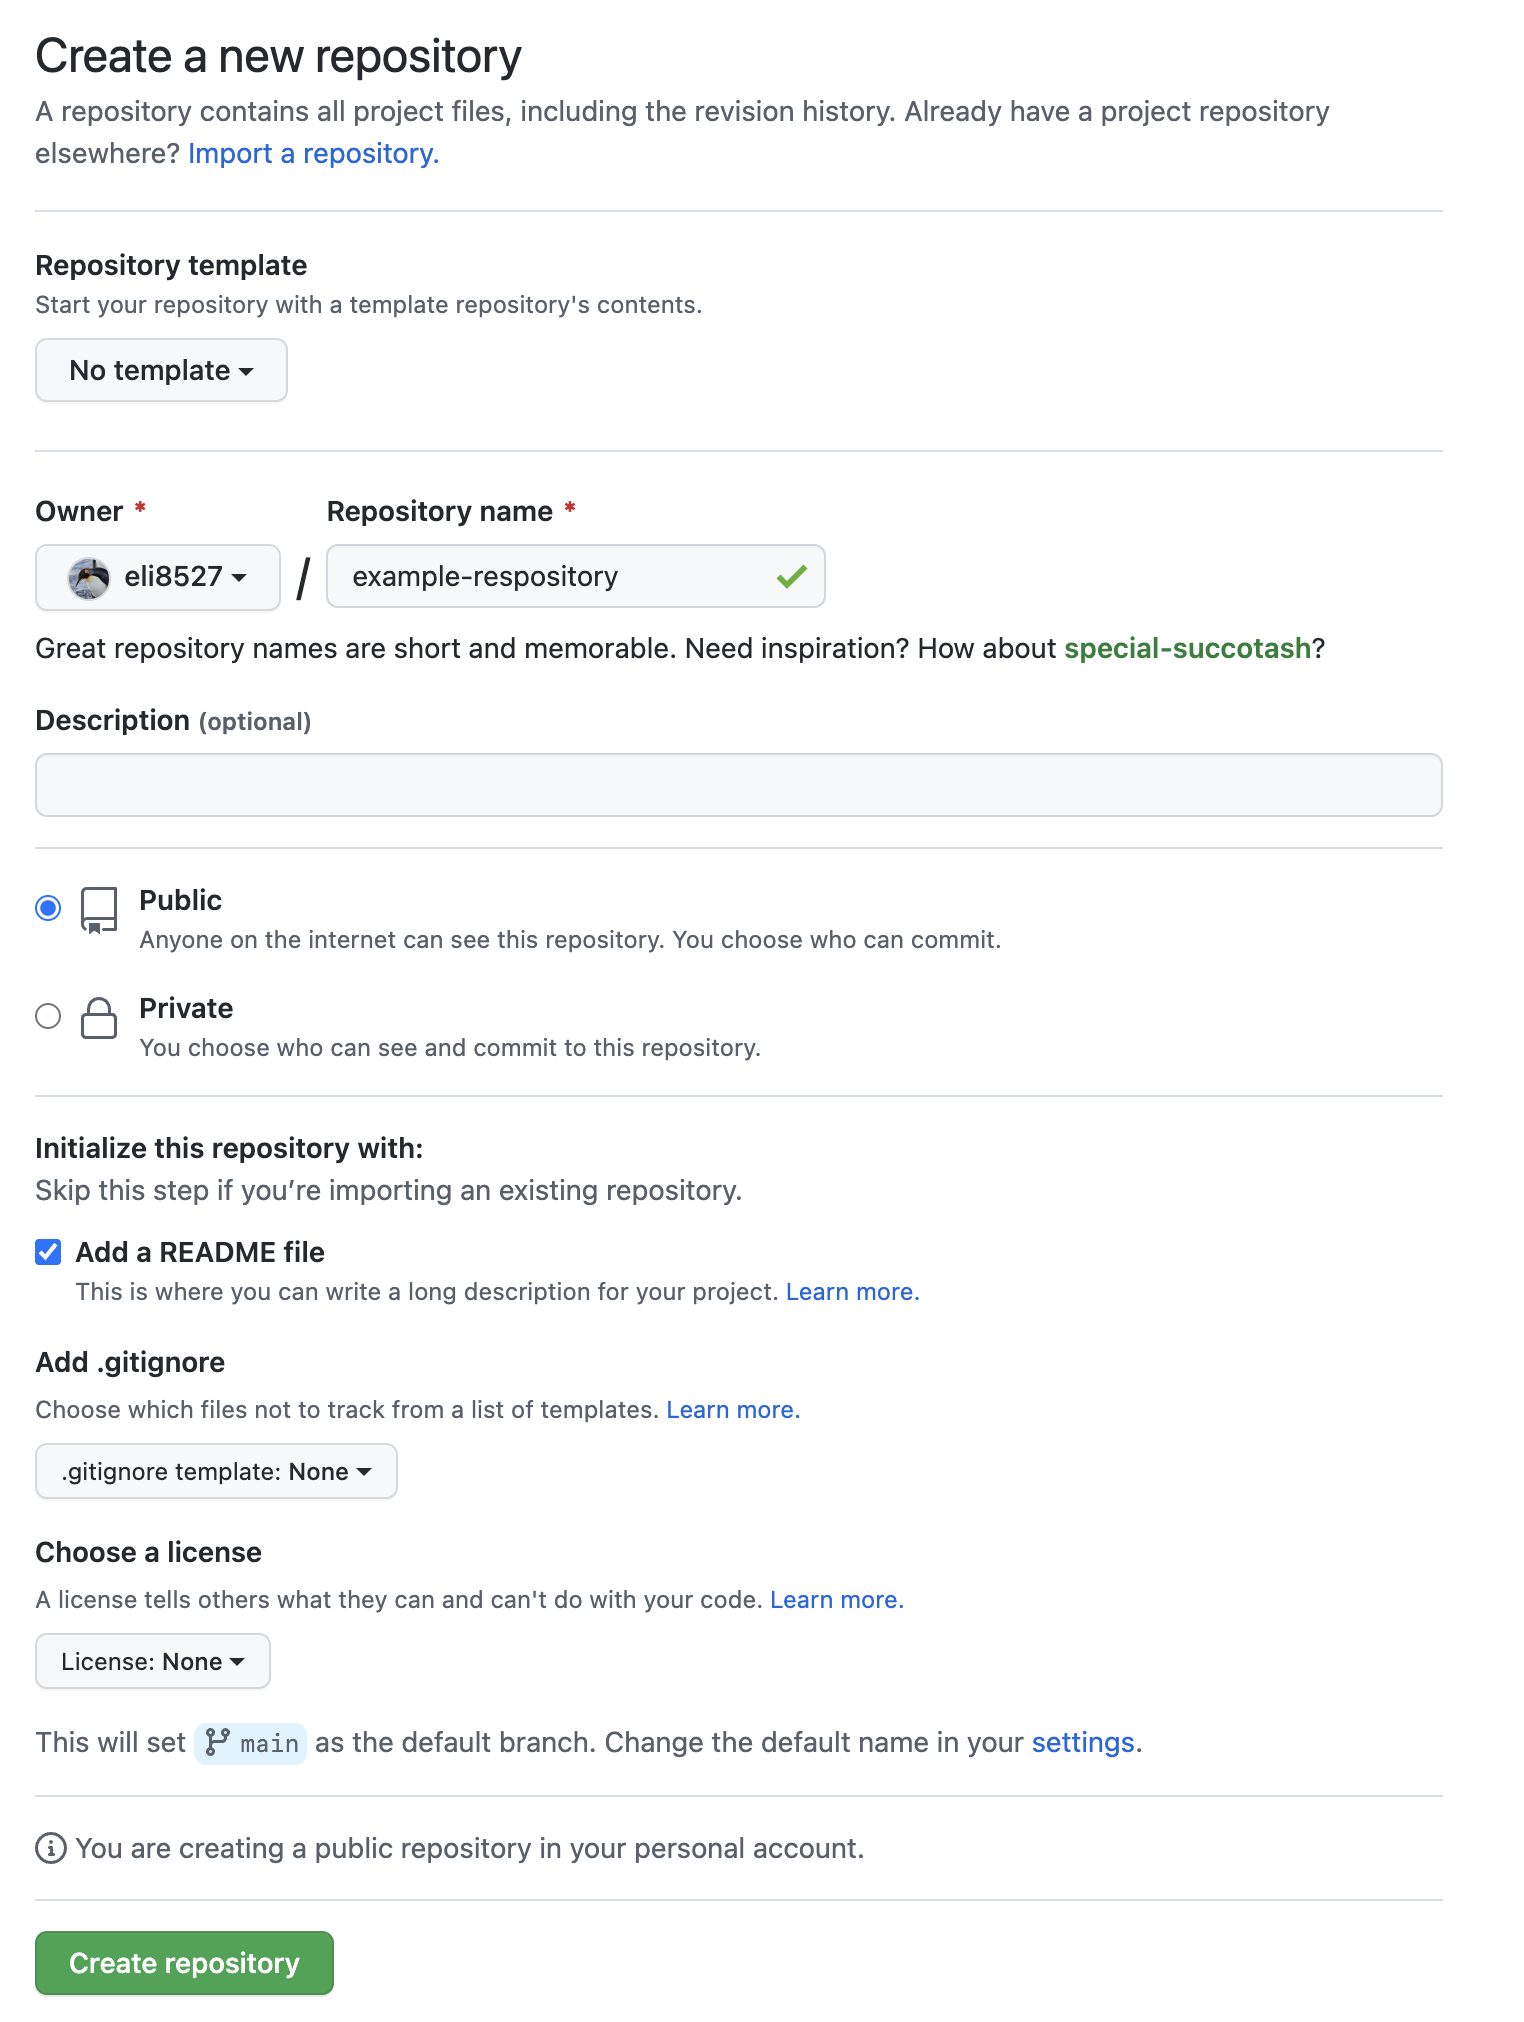 Create a new repository
A repository contains all project files, including the revision history. Already have a project repository
elsewhere? Import a repository.
Repository template
Start your repository with a template repository's contents.
No template
Owner * Repository name *
eli8527 / example-respository
Great repository names are short and memorable. Need inspiration? How about special-succotash?
Description (optional)
Public
Anyone on the internet can see this repository. You choose who can commit.
Private
You choose who can see and commit to this repository.
Initialize this repository with:
Skip this step if you’re importing an existing repository.
Add a README file
This is where you can write a long description for your project. Learn more.
Add .gitignore
Choose which files not to track from a list of templates. Learn more.
.gitignore template: None
Choose a license
A license tells others what they can and can't do with your code. Learn more.
License: None
This will set main as the default branch. Change the default name in your settings.
You are creating a public repository in your personal account.
Create repository